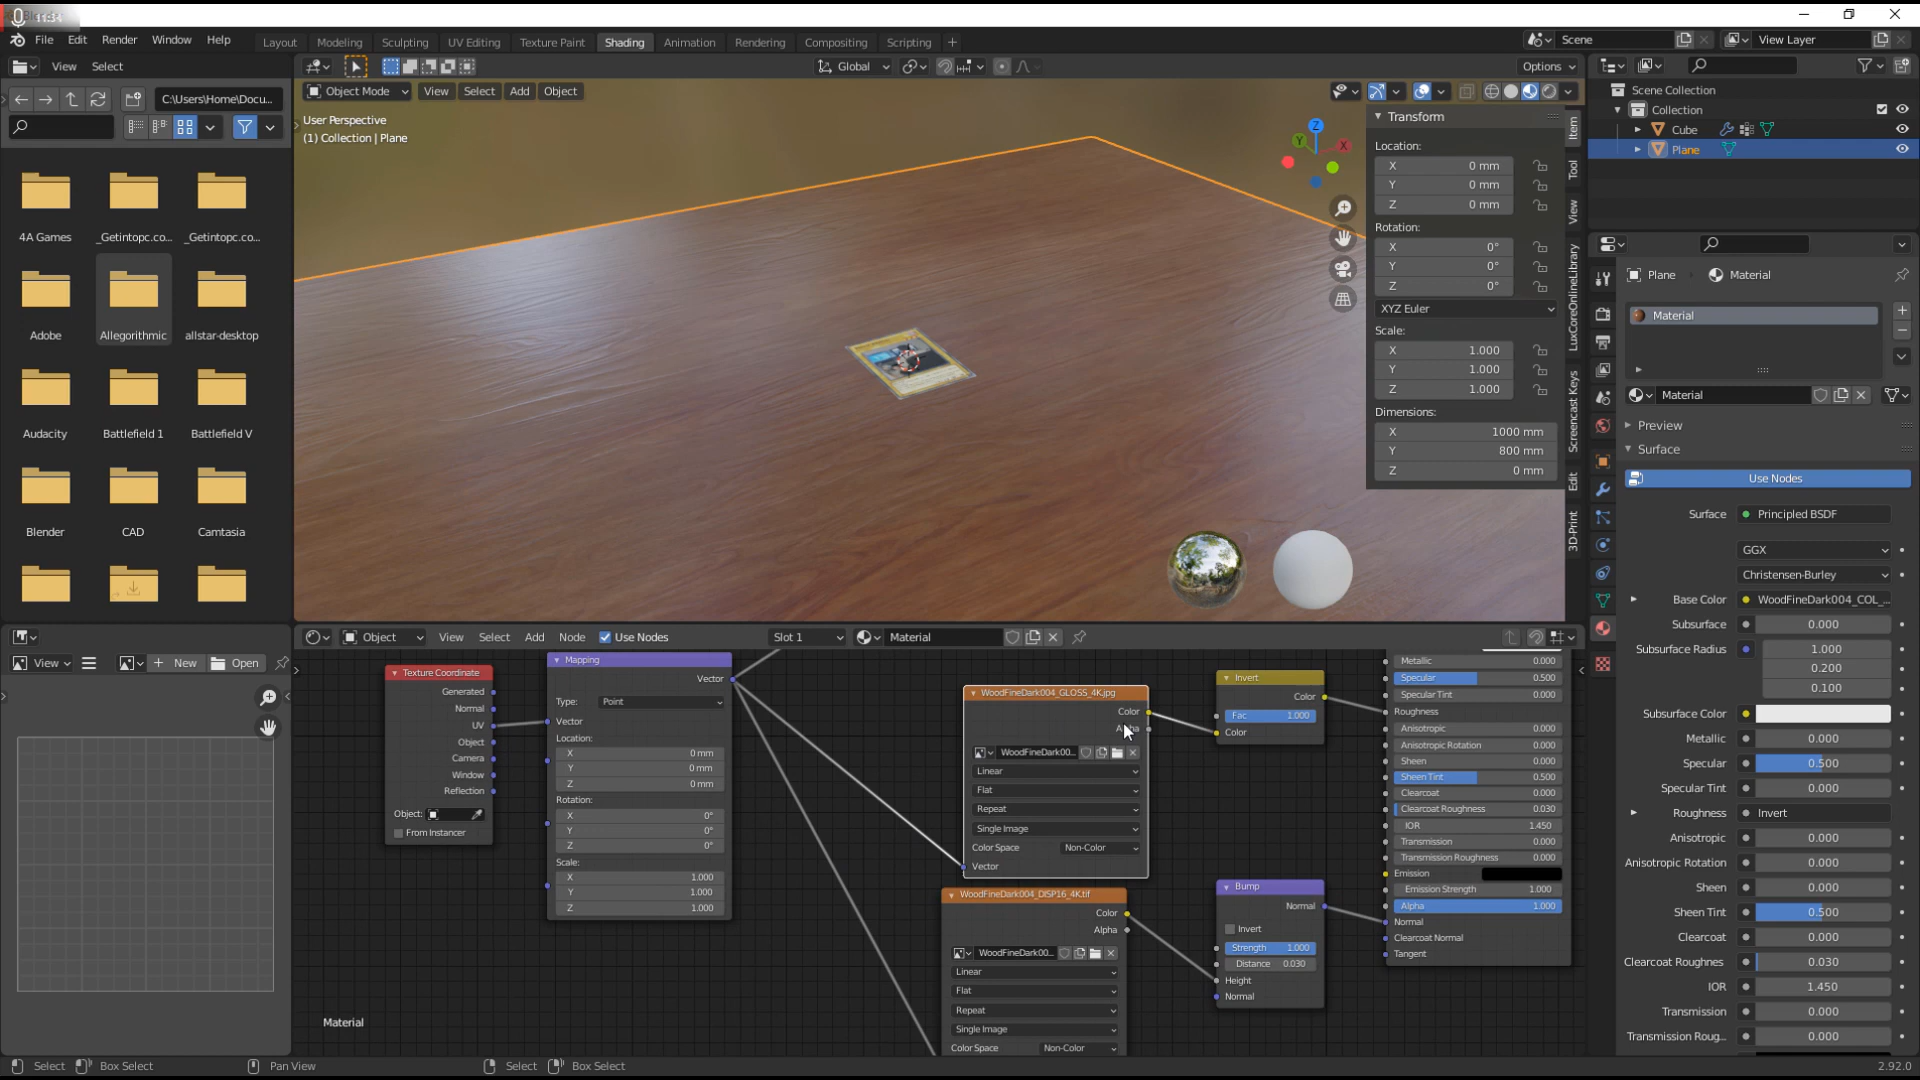 File Edit Render Window Help
Layout Modeling Sculpting UV Editing Texture Paint Shading Animation Rendering Compositing Scripting +
Scene
View Layer
View Select
C:\Users\Home\Docu...
4A Games
_Getintopc.co...
_Getintopc.co...
Adobe
Allegorithmic
allstar-desktop
Audacity
Battlefield 1
Battlefield V
Blender
CAD
Camtasia
Global
Options
Object Mode View Select Add Object
User Perspective
(1) Collection | Plane
Z
Y
X
Transform
Location:
X 0 mm
Y 0 mm
Z 0 mm
Rotation:
X 0°
Y 0°
Z 0°
XYZ Euler
Scale:
X 1.000
Y 1.000
Z 1.000
Dimensions:
X 1000 mm
Y 800 mm
Z 0 mm
Item
Tool
View
LuxCoreOnlineLibrary
Screencast Keys
Edit
3D-Print
Scene Collection
Collection
Cube
Plane
Plane Material
Material
Material
Preview
Surface
Use Nodes
Surface Principled BSDF
GGX
Christensen-Burley
Base Color WoodFineDark004_COL_...
Subsurface 0.000
Subsurface Radius 1.000
0.200
0.100
Subsurface Color
Metallic 0.000
Specular 0.500
Specular Tint 0.000
Roughness Invert
Anisotropic 0.000
Anisotropic Rotation 0.000
Sheen 0.000
Sheen Tint 0.500
Clearcoat 0.000
Clearcoat Roughnes 0.030
IOR 1.450
Transmission 0.000
Transmission Roug... 0.000
View New Open
Object View Select Add Node Use Nodes Slot 1 Material
Texture Coordinate
Generated
Normal
UV
Object
Camera
Window
Reflection
Object:
From Instancer
Mapping
Vector
Type: Point
Vector
Location:
X 0 mm
Y 0 mm
Z 0 mm
Rotation:
X 0°
Y 0°
Z 0°
Scale:
X 1.000
Y 1.000
Z 1.000
WoodFineDark004_GLOSS_4K.jpg
Color
WoodFineDark00...
Linear
Flat
Repeat
Single Image
Color Space Non-Color
Vector
WoodFineDark004_DISP16_4K.tif
Color
Alpha
WoodFineDark00...
Linear
Flat
Repeat
Single Image
Color Space Non-Color
Invert
Color
Fac 1.000
Color
Bump
Normal
Invert
Strength 1.000
Distance 0.030
Height
Normal
Metallic 0.000
Specular 0.500
Specular Tint 0.000
Roughness
Anisotropic 0.000
Anisotropic Rotation 0.000
Sheen 0.000
Sheen Tint 0.500
Clearcoat 0.000
Clearcoat Roughness 0.030
IOR 1.450
Transmission 0.000
Transmission Roughness 0.000
Emission
Emission Strength 1.000
Alpha 1.000
Normal
Clearcoat Normal
Tangent
Material
Select Box Select Pan View Select Box Select 2.92.0